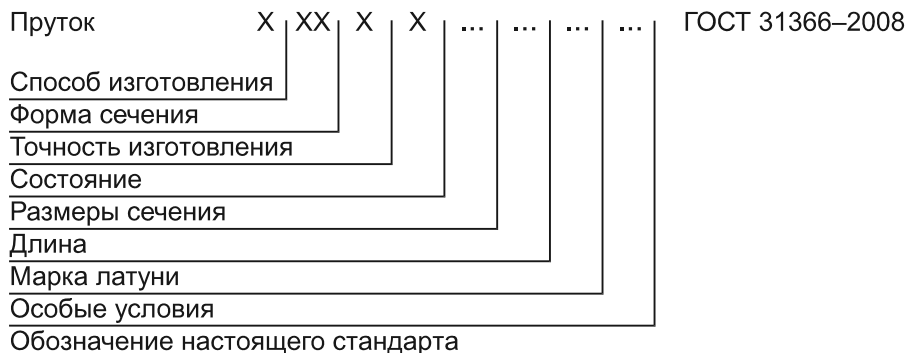 Пруток Х ХХ Х Х ... ... ... ... ГОСТ 31366–2008
Способ изготовления
Форма сечения
Точность изготовления
Состояние
Размеры сечения
Длина
Марка латуни
Особые условия
Обозначение настоящего стандарта